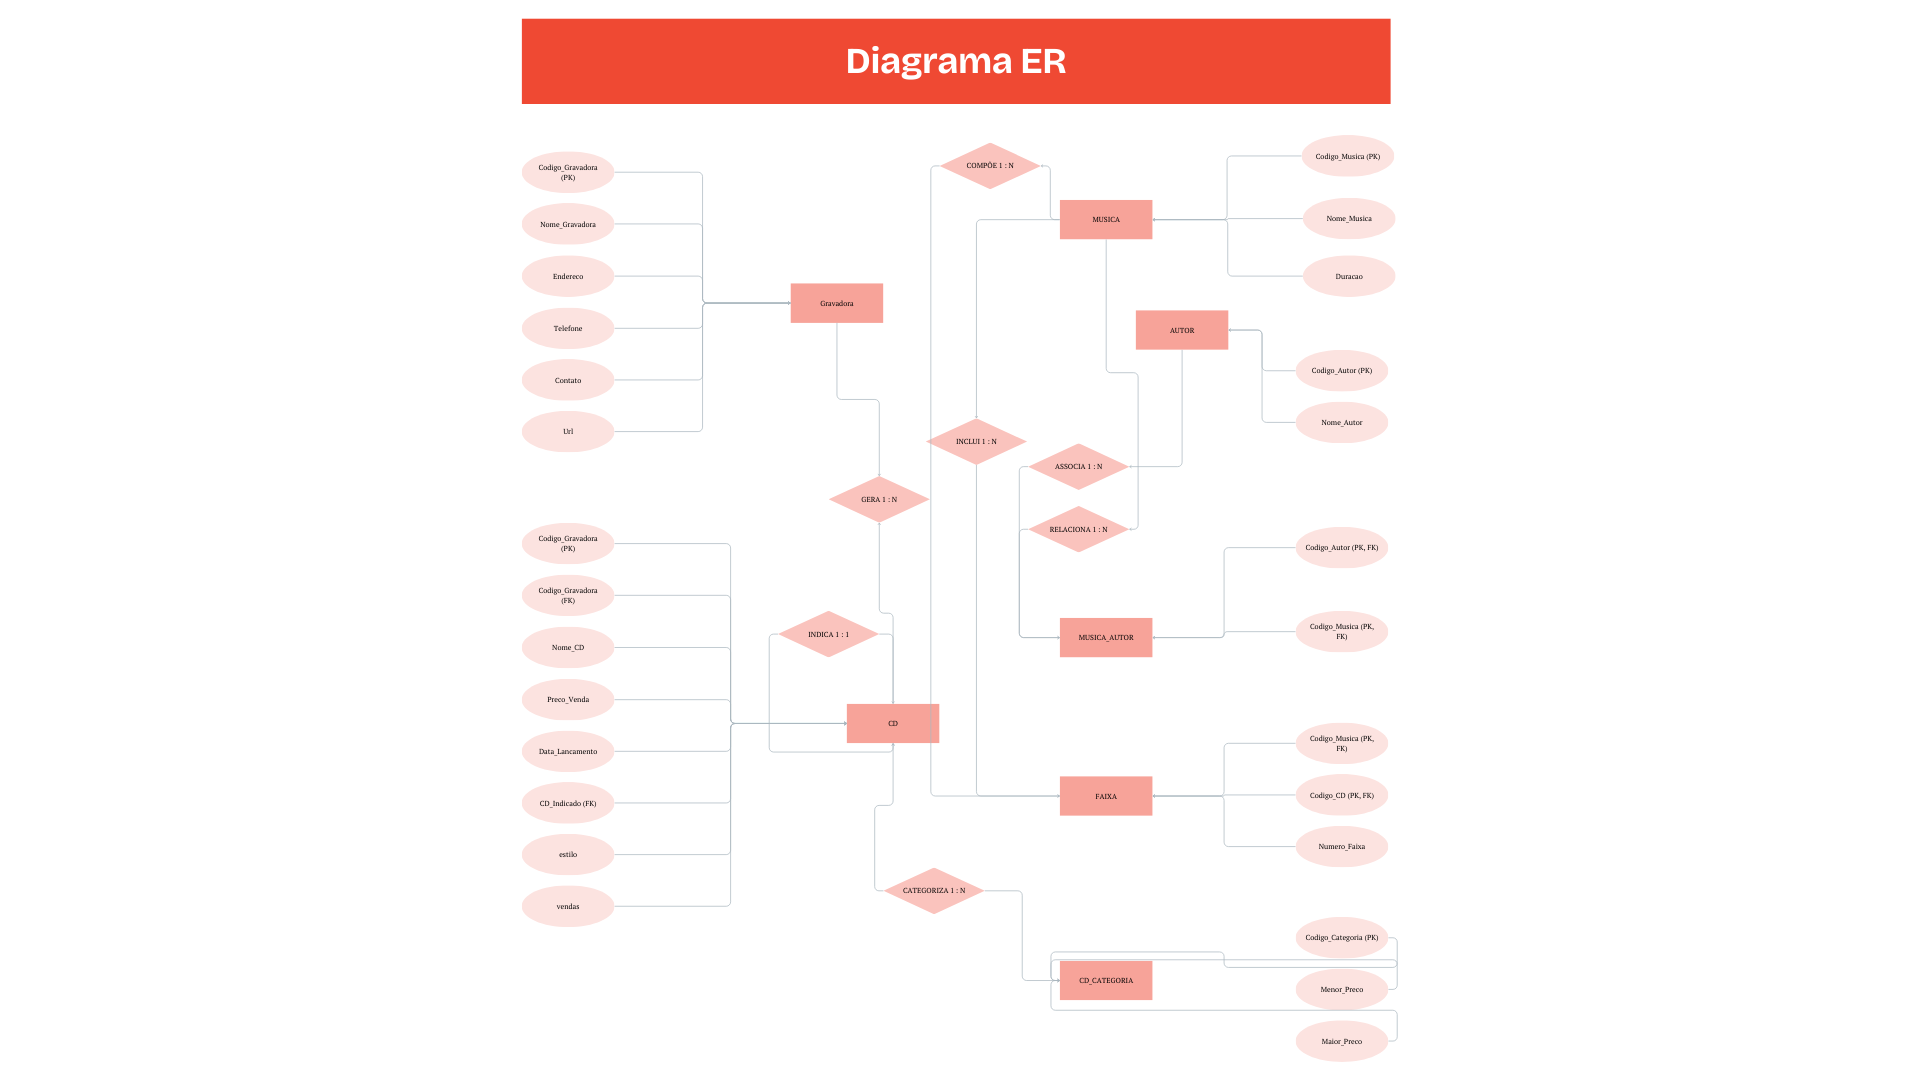 Diagrama ER
Codigo_Gravadora
(PK)
Nome_Gravadora
Endereco
Telefone
Contato
Url
Gravadora
COMPÕE 1 : N
MUSICA
Codigo_Musica (PK)
Nome_Musica
Duracao
AUTOR
Codigo_Autor (PK)
Nome_Autor
INCLUI 1 : N
ASSOCIA 1 : N
GERA 1 : N
RELACIONA 1 : N
Codigo_Gravadora
(PK)
Codigo_Gravadora
(FK)
Nome_CD
Preco_Venda
Data_Lancamento
CD_Indicado (FK)
estilo
vendas
INDICA 1 : 1
CD
Codigo_Autor (PK, FK)
Codigo_Musica (PK,
FK)
MUSICA_AUTOR
Codigo_Musica (PK,
FK)
Codigo_CD (PK, FK)
Numero_Faixa
FAIXA
CATEGORIZA 1 : N
CD_CATEGORIA
Codigo_Categoria (PK)
Menor_Preco
Maior_Preco